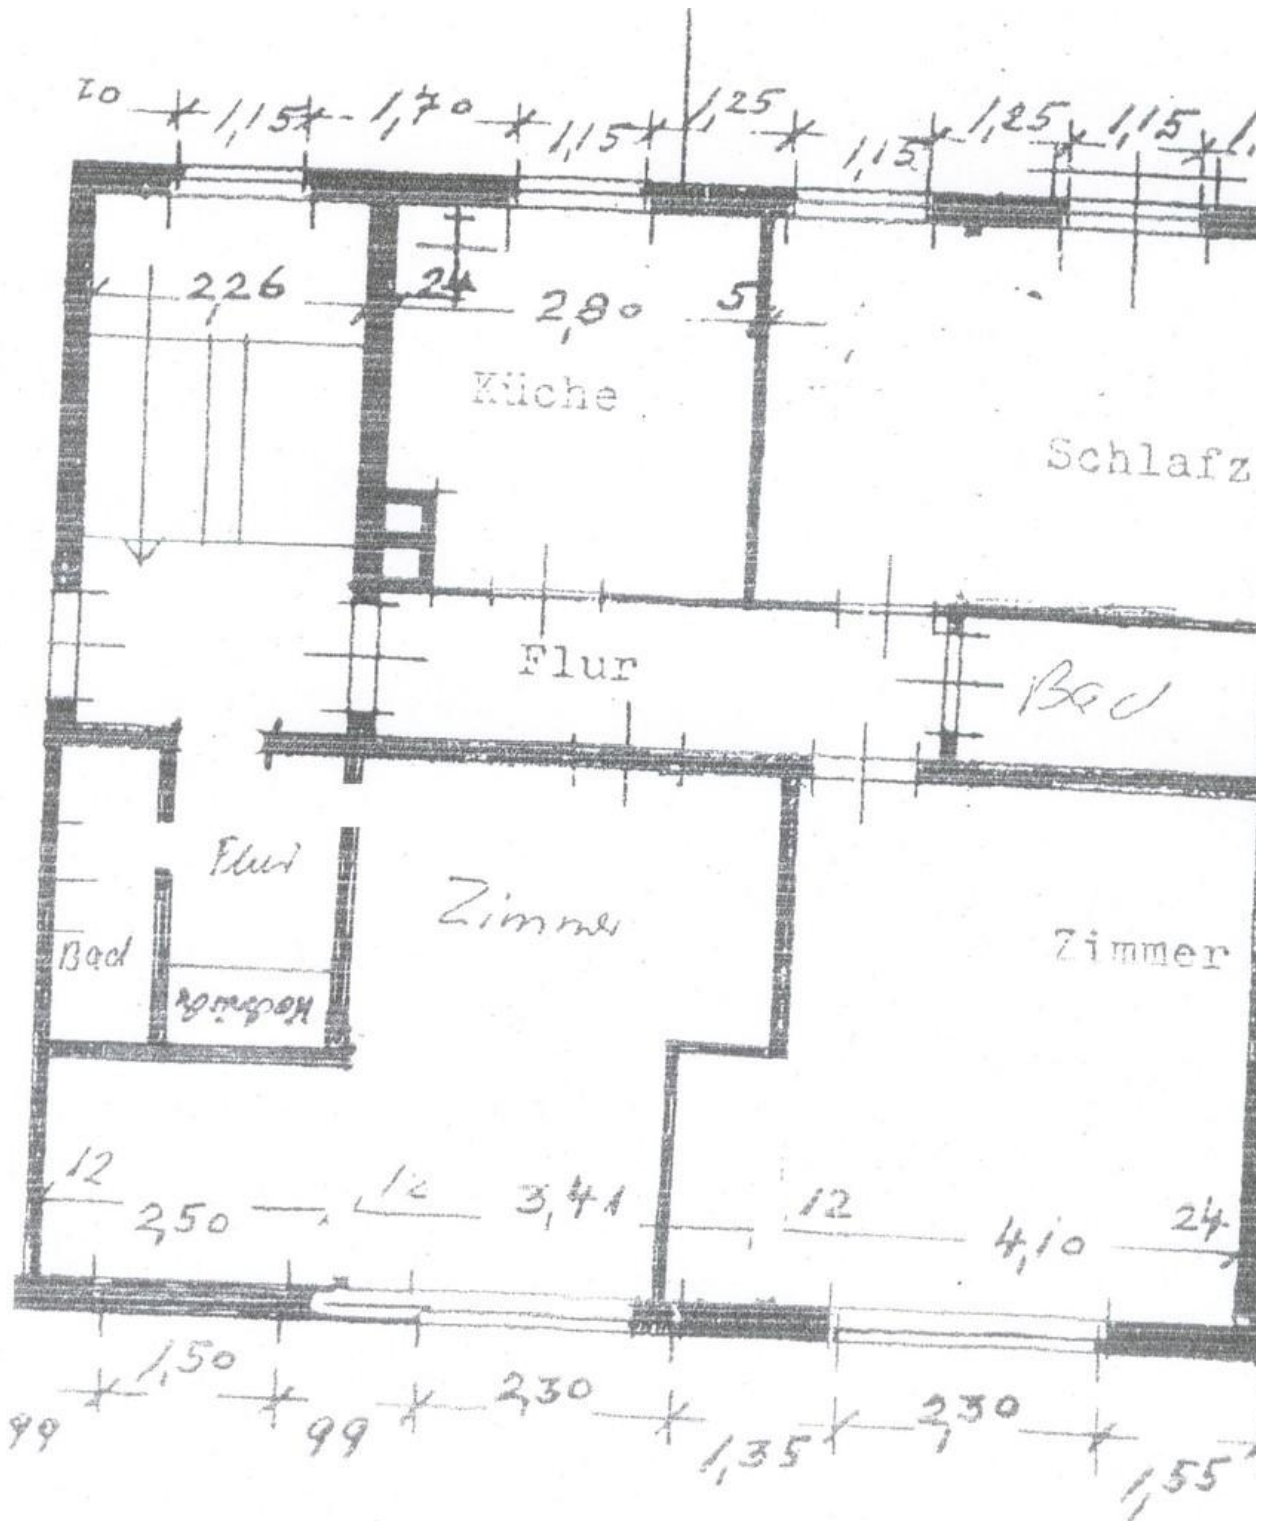 1,15 1,70 1,15 1,25 1,15 1,25 1,15 1,
2,26 24 2,80 5
Küche
Schlafz
Flur
Bad
Flur
Zimmer
Zimmer
Bad
12 2,50 12 3,41 12 4,10 24
99 1,50 99 2,30 1,35 2,30 1,55